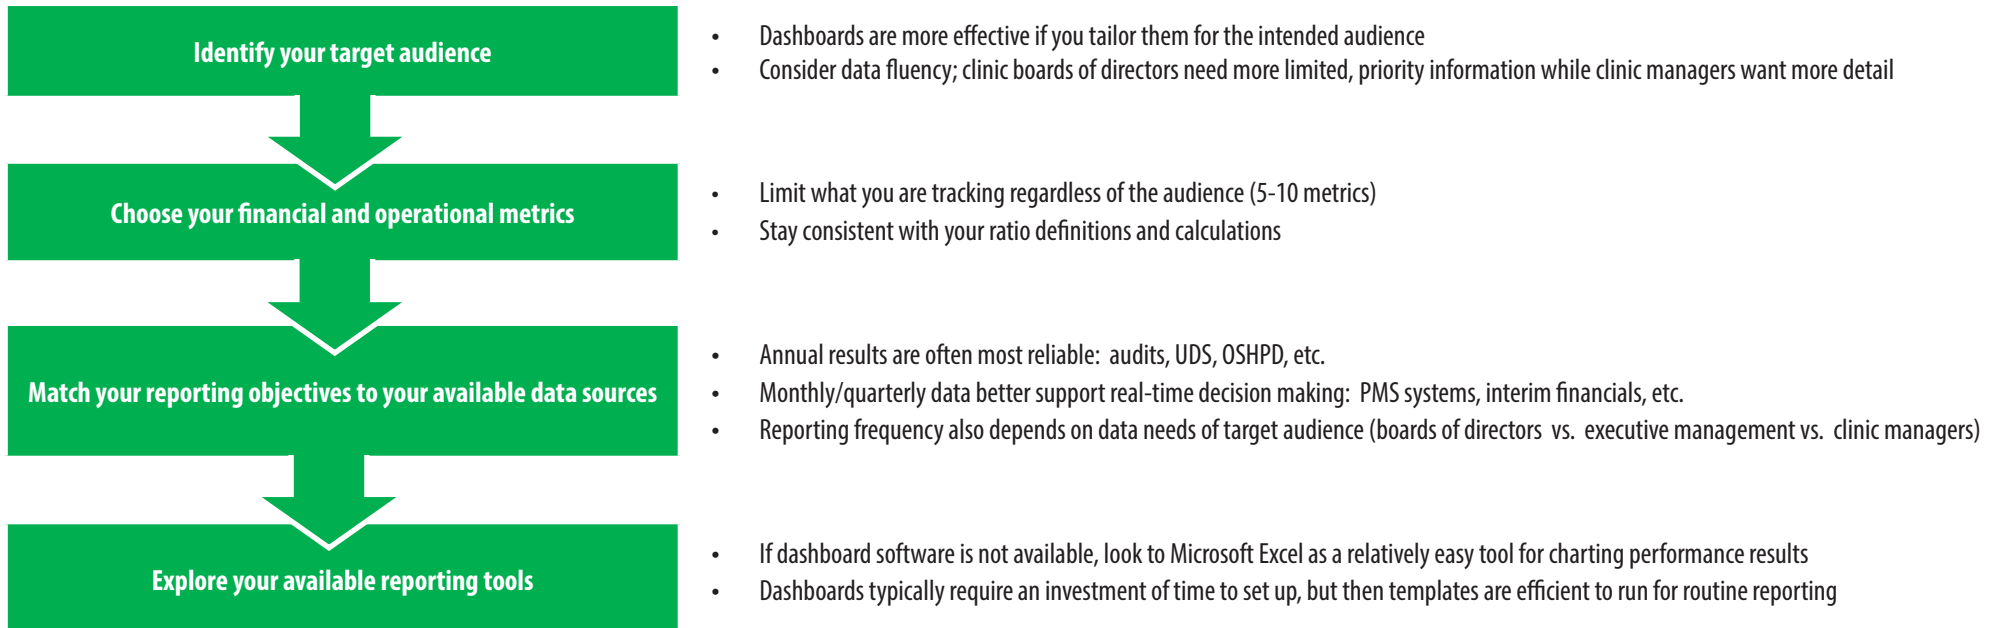 Identify your target audience
• Dashboards are more effective if you tailor them for the intended audience
• Consider data fluency; clinic boards of directors need more limited, priority information while clinic managers want more detail
Choose your financial and operational metrics
• Limit what you are tracking regardless of the audience (5-10 metrics)
• Stay consistent with your ratio definitions and calculations
Match your reporting objectives to your available data sources
• Annual results are often most reliable: audits, UDS, OSHPD, etc.
• Monthly/quarterly data better support real-time decision making: PMS systems, interim financials, etc.
• Reporting frequency also depends on data needs of target audience (boards of directors vs. executive management vs. clinic managers)
Explore your available reporting tools
• If dashboard software is not available, look to Microsoft Excel as a relatively easy tool for charting performance results
• Dashboards typically require an investment of time to set up, but then templates are efficient to run for routine reporting